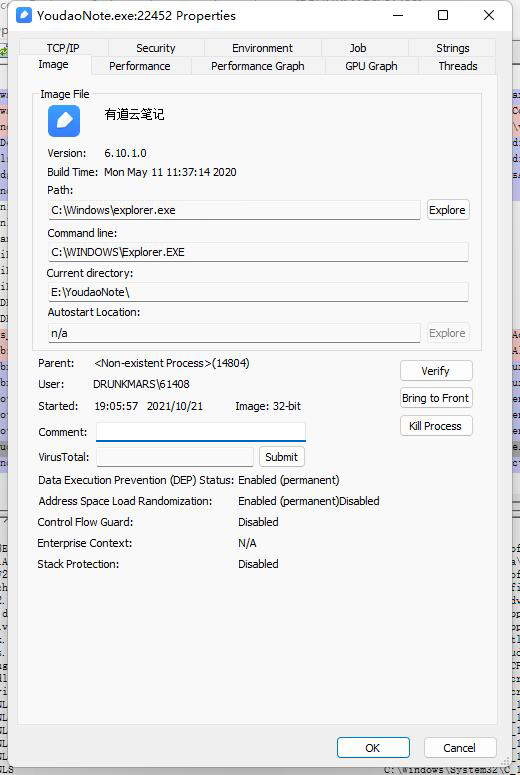 YoudaoNote.exe:22452 Properties
TCP/IP Security Environment Job Strings
Image Performance Performance Graph GPU Graph Threads
Image File
有道云笔记
Version: 6.10.1.0
Build Time: Mon May 11 11:37:14 2020
Path:
C:\Windows\explorer.exe Explore
Command line:
C:\WINDOWS\Explorer.EXE
Current directory:
E:\YoudaoNote\
Autostart Location:
n/a Explore
Parent: <Non-existent Process>(14804)
Verify
User: DRUNKMARS\61408
Bring to Front
Started: 19:05:57 2021/10/21 Image: 32-bit
Kill Process
Comment:
VirusTotal: Submit
Data Execution Prevention (DEP) Status: Enabled (permanent)
Address Space Load Randomization: Enabled (permanent)Disabled
Control Flow Guard: Disabled
Enterprise Context: N/A
Stack Protection: Disabled
OK Cancel
C:\Windows\System32\C_1